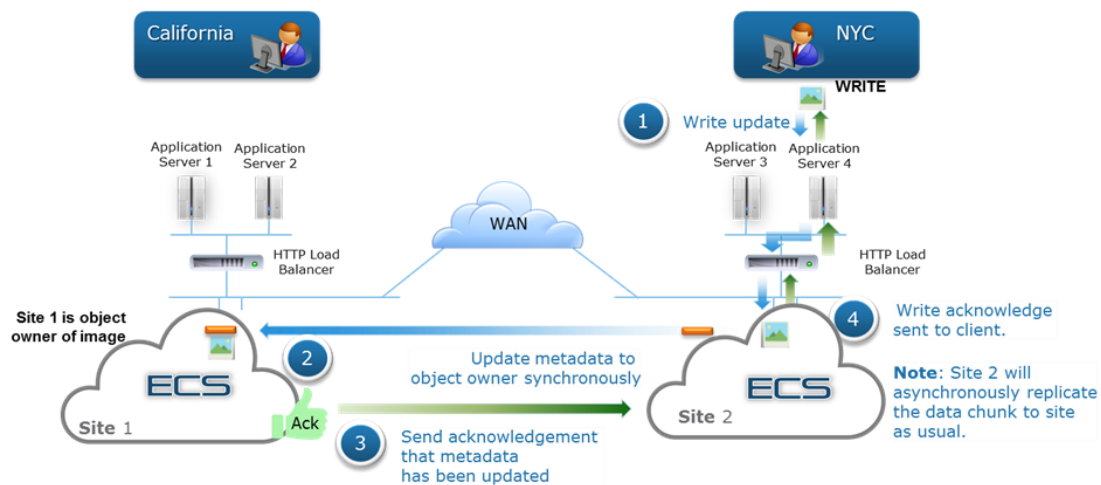 California
NYC
WRITE
1
Write update
Application
Server 1
Application
Server 2
Application
Server 3
Application
Server 4
WAN
HTTP Load
Balancer
HTTP Load
Balancer
Site 1 is object
owner of image
2
Update metadata to
object owner synchronously
4
Write acknowledge
sent to client.
Note: Site 2 will
asynchronously replicate
the data chunk to site
as usual.
ECS
Site 1
Ack
3
Send acknowledgement
that metadata
has been updated
ECS
Site 2